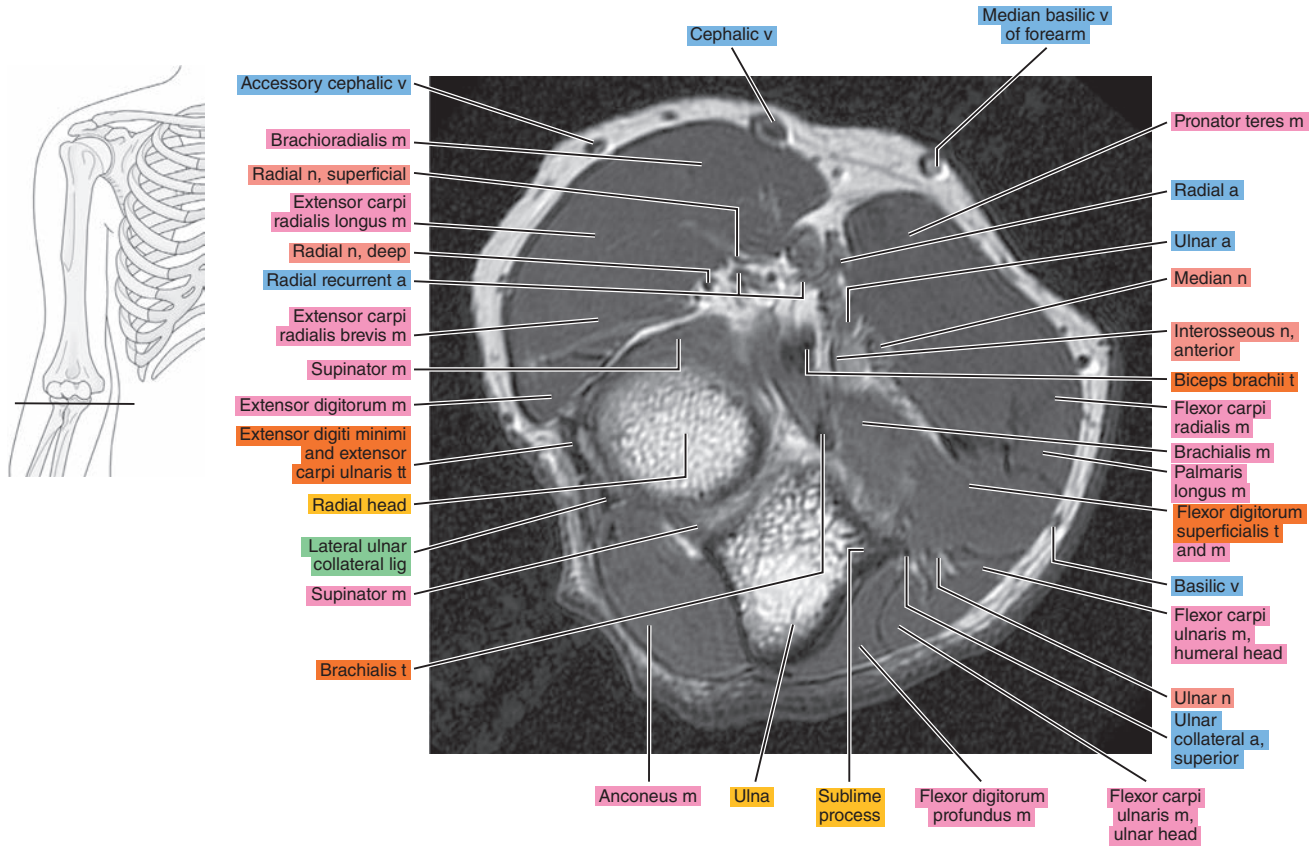 Cephalic v
Median basilic v
of forearm
Accessory cephalic v
Brachioradialis m
Radial n, superficial
Extensor carpi
radialis longus m
Radial n, deep
Radial recurrent a
Extensor carpi
radialis brevis m
Supinator m
Extensor digitorum m
Extensor digiti minimi
and extensor
carpi ulnaris tt
Radial head
Lateral ulnar
collateral lig
Supinator m
Brachialis t
Pronator teres m
Radial a
Ulnar a
Median n
Interosseous n,
anterior
Biceps brachii t
Flexor carpi
radialis m
Brachialis m
Palmaris
longus m
Flexor digitorum
superficialis t
and m
Basilic v
Flexor carpi
ulnaris m,
humeral head
Ulnar n
Ulnar
collateral a,
superior
Anconeus m
Ulna
Sublime
process
Flexor digitorum
profundus m
Flexor carpi
ulnaris m,
ulnar head